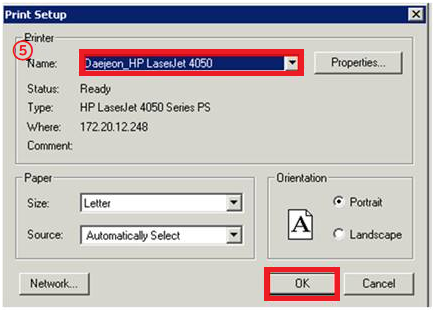 Print Setup
Printer
⑤
Name: Daejeon_HP LaserJet 4050 Properties...
Status: Ready
Type: HP LaserJet 4050 Series PS
Where: 172.20.12.248
Comment:
Paper
Size: Letter
Source: Automatically Select
Orientation
A
Portrait
Landscape
Network... OK Cancel